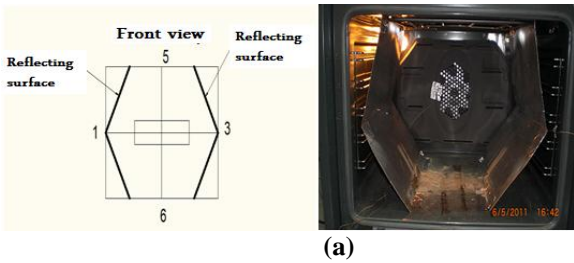 Front view
Reflecting
surface
Reflecting
surface
5
1
3
6
6/5/2011 16:42
(a)